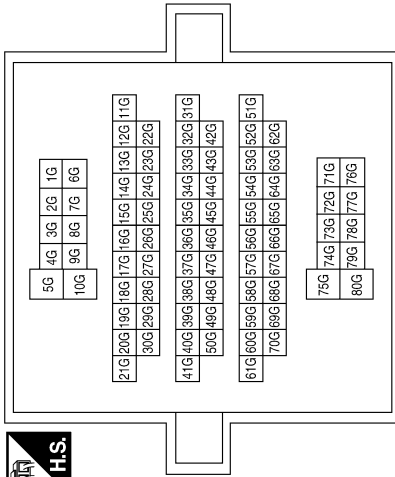 H.S.
5G 4G 3G 2G 1G
10G 9G 8G 7G 6G
21G 20G 19G 18G 17G 16G 15G 14G 13G 12G 11G
30G 29G 28G 27G 26G 25G 24G 23G 22G
41G 40G 39G 38G 37G 36G 35G 34G 33G 32G 31G
50G 49G 48G 47G 46G 45G 44G 43G 42G
61G 60G 59G 58G 57G 56G 55G 54G 53G 52G 51G
70G 69G 68G 67G 66G 65G 64G 63G 62G
75G 74G 73G 72G 71G
80G 79G 78G 77G 76G